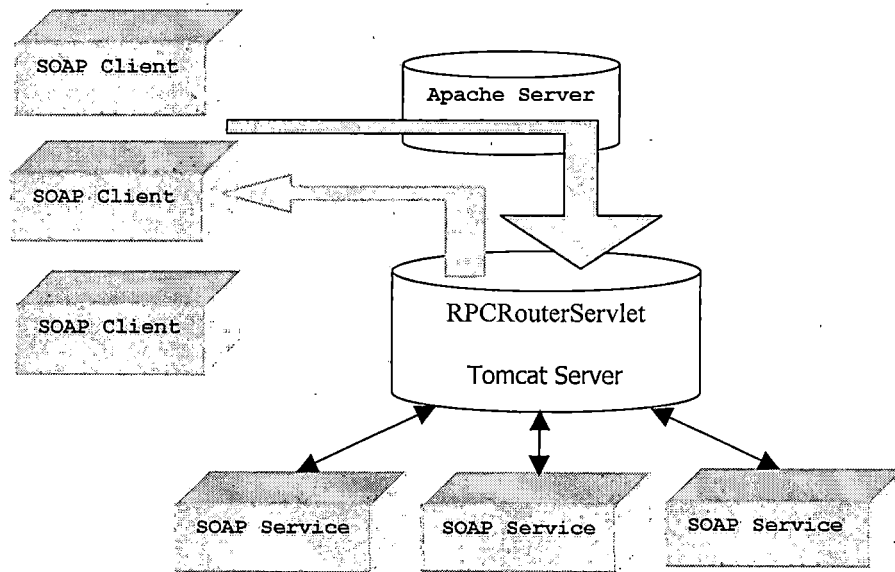 SOAP Client
Apache Server
SOAP Client
SOAP Client
RPCRouterServlet
Tomcat Server
SOAP Service
SOAP Service
SOAP Service